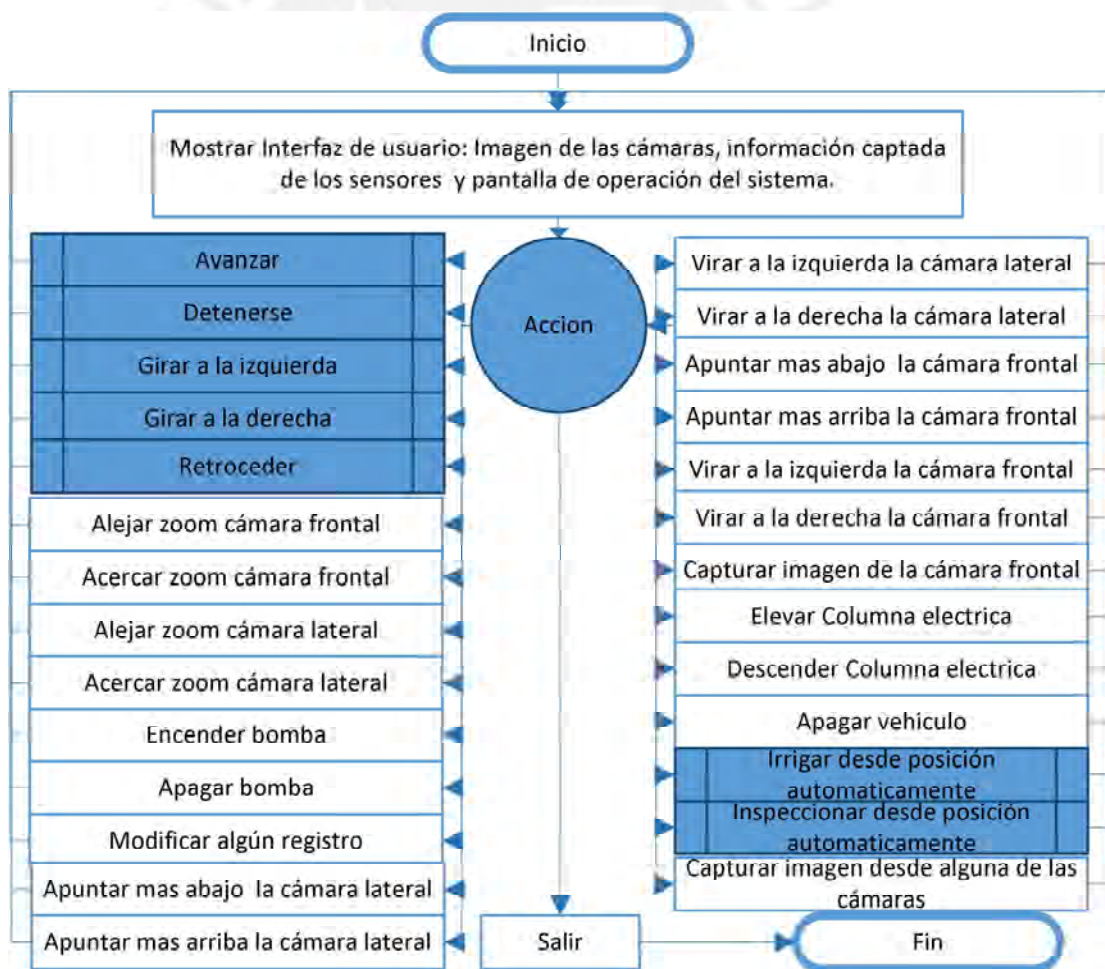 Inicio
Mostrar Interfaz de usuario: Imagen de las cámaras, información captada
de los sensores y pantalla de operación del sistema.
Accion
Avanzar
Detenerse
Girar a la izquierda
Girar a la derecha
Retroceder
Alejar zoom cámara frontal
Acercar zoom cámara frontal
Alejar zoom cámara lateral
Acercar zoom cámara lateral
Encender bomba
Apagar bomba
Modificar algún registro
Apuntar mas abajo la cámara lateral
Apuntar mas arriba la cámara lateral
Virar a la izquierda la cámara lateral
Virar a la derecha la cámara lateral
Apuntar mas abajo la cámara frontal
Apuntar mas arriba la cámara frontal
Virar a la izquierda la cámara frontal
Virar a la derecha la cámara frontal
Capturar imagen de la cámara frontal
Elevar Columna electrica
Descender Columna electrica
Apagar vehiculo
Irrigar desde posición
automaticamente
Inspeccionar desde posición
automaticamente
Capturar imagen desde alguna de las
cámaras
Salir
Fin